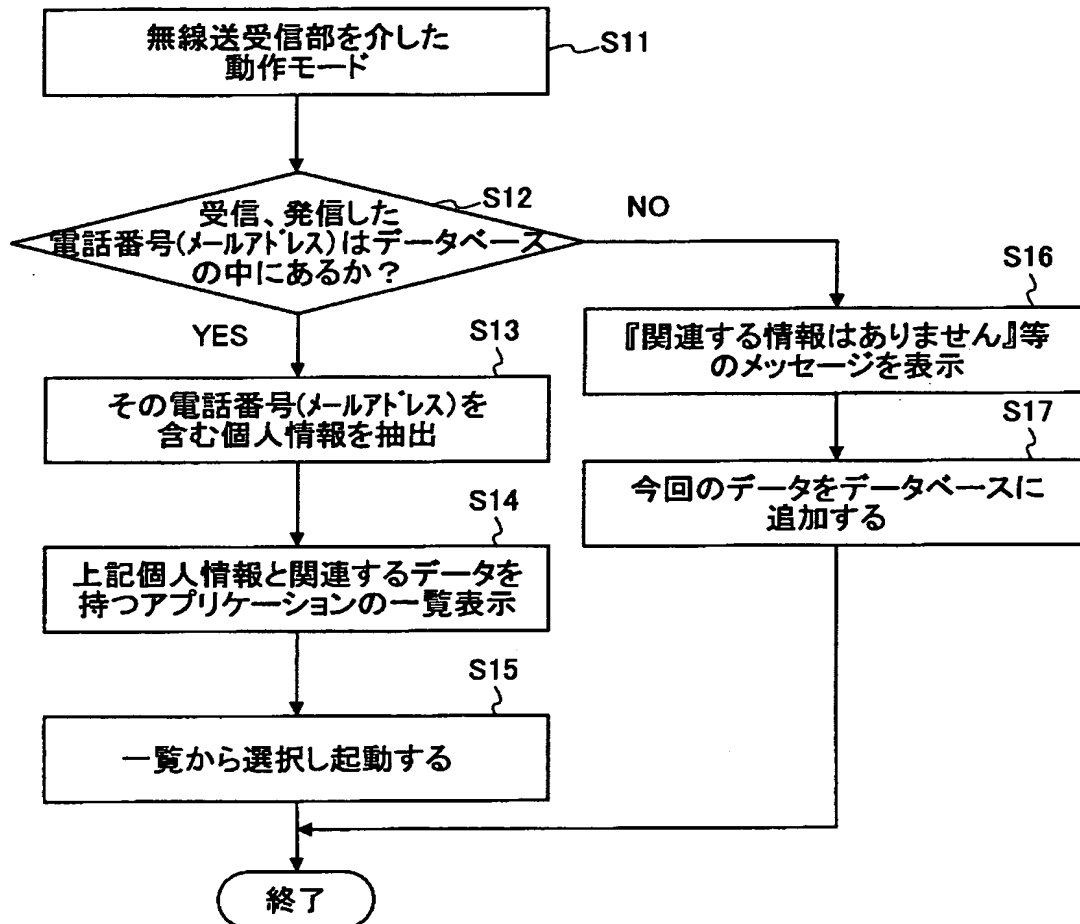 無線送受信部を介した
動作モード
S11
S12
受信、発信した
電話番号(メールアドレス)はデータベース
の中にあるか？
NO
YES
S13
その電話番号(メールアドレス)を
含む個人情報を抽出
S14
上記個人情報と関連するデータを
持つアプリケーションの一覧表示
S15
一覧から選択し起動する
S16
『関連する情報はありません』等
のメッセージを表示
S17
今回のデータをデータベースに
追加する
終了